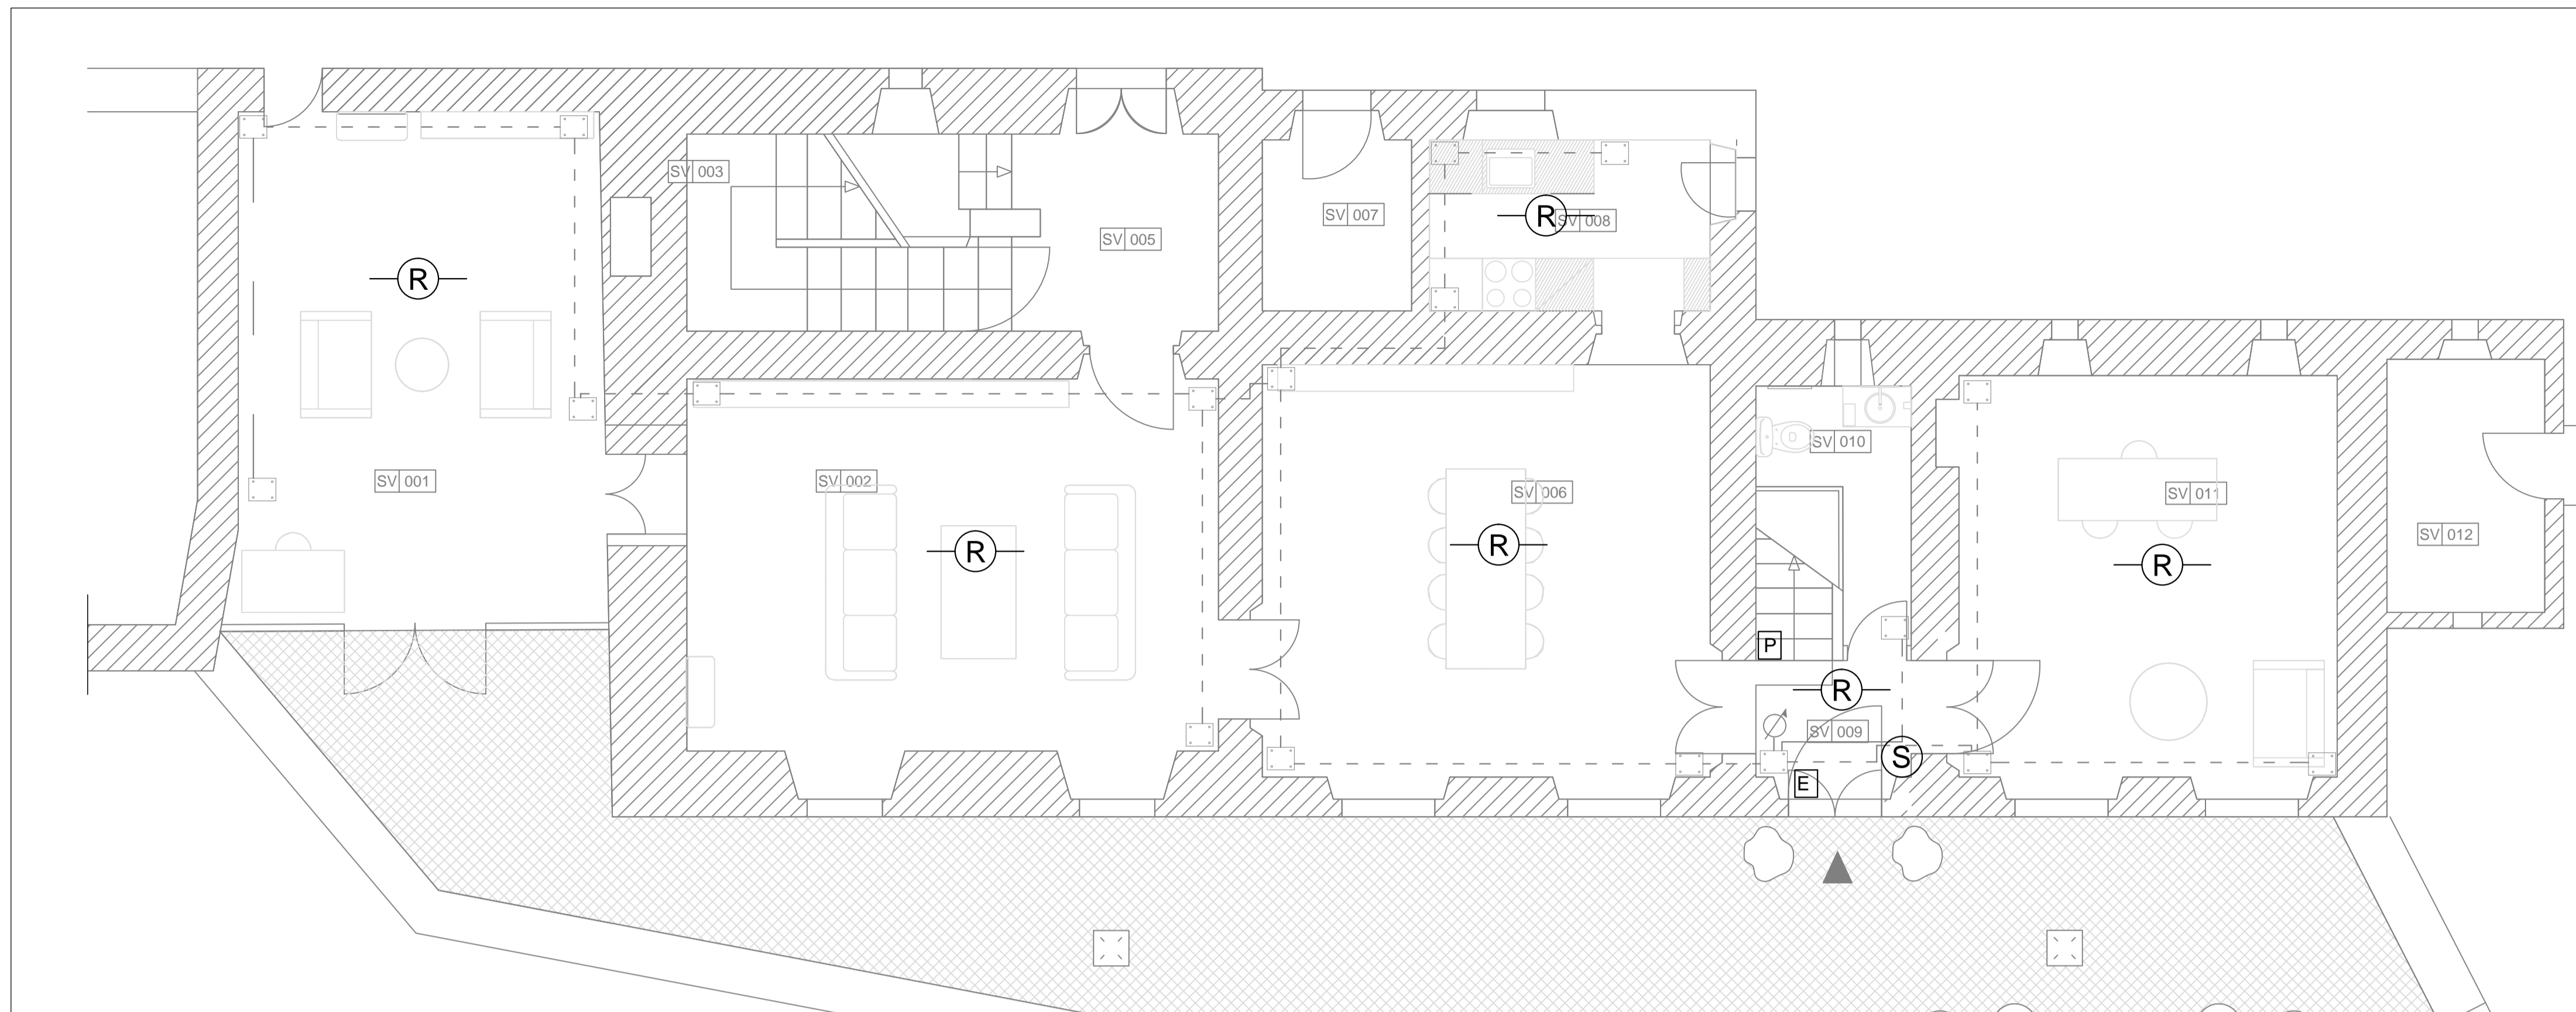 SV 003
SV 007
R
SV 008
SV 005
R
SV 010
SV 001
SV 002
SV 006
SV 011
SV 012
R
R
R
P
R
SV 009
S
E